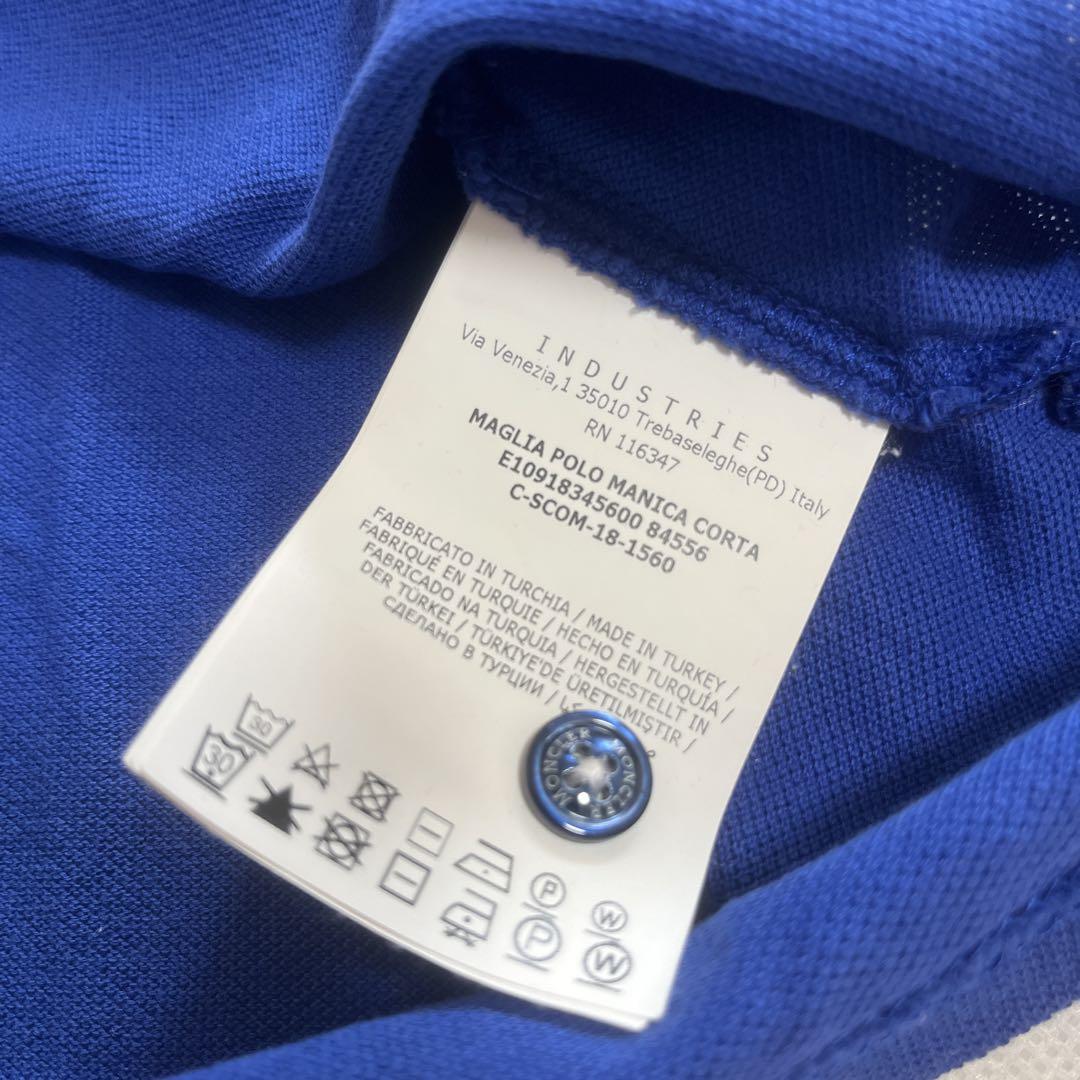 INDUSTRIES
Via Venezia,1 35010 Trebaseleghe(PD) Italy
RN 116347
MAGLIA POLO MANICA CORTA
E10918345600 84556
C-SCOM-18-1560
FABBRICATO IN TURCHIA / MADE IN TURKEY /
FABRIQUÉ EN TURQUIE / HECHO EN TURQUÍA /
FABRICADO NA TURQUIA / HERGESTELLT IN
DER TÜRKEI / TÜRKIYE'DE ÜRETILMIŞTIR /
СДЕЛАНО В ТУРЦИИ /
MONCLER MONCLER
30
P
W
30
P
W